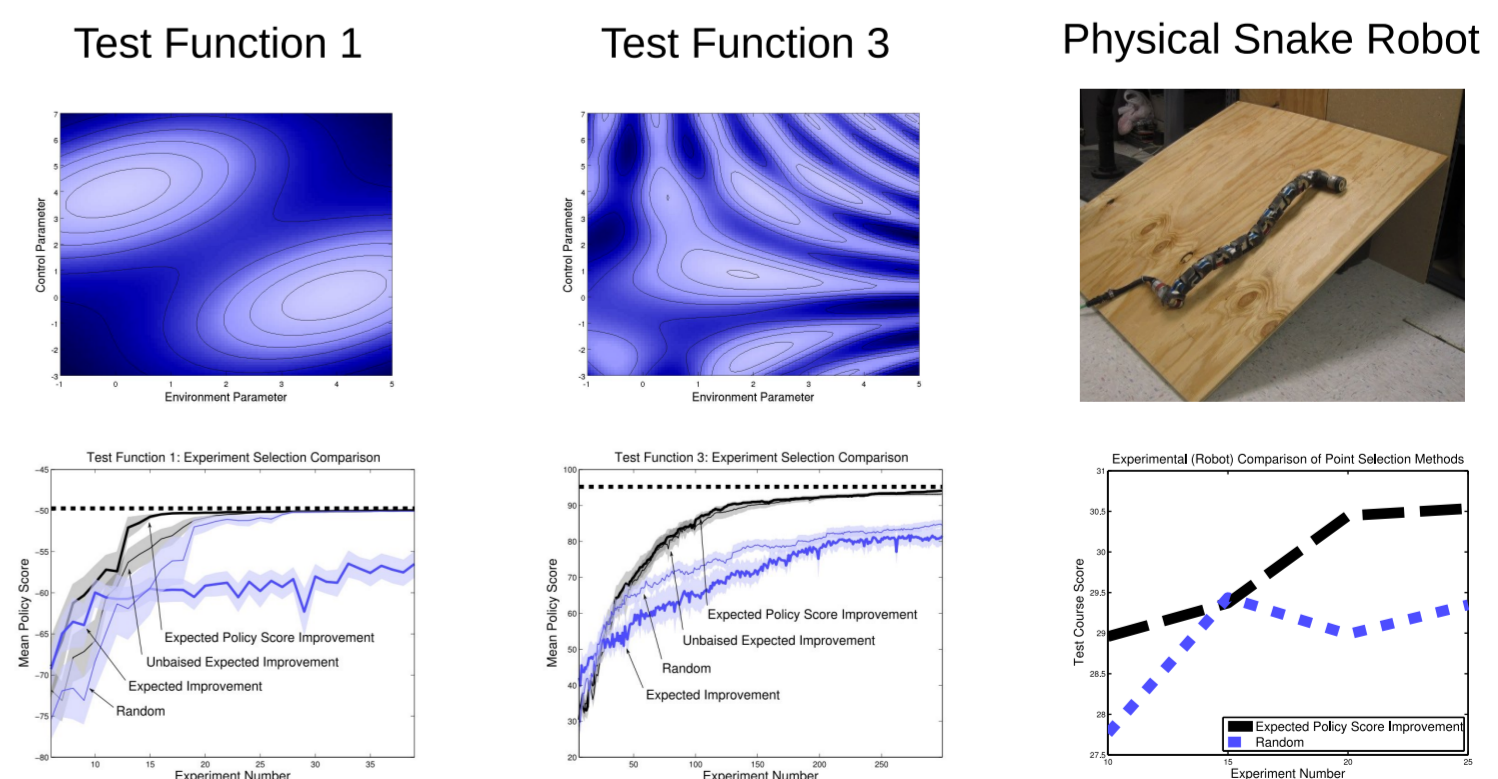 Test Function 1
Test Function 3
Physical Snake Robot
7
6
5
4
3
2
1
0
-1
-2
-3
Control Parameter
-1 0 1 2 3 4 5
Environment Parameter
7
6
5
4
3
2
1
0
-1
-2
-3
Control Parameter
-1 0 1 2 3 4 5
Environment Parameter
Test Function 1: Experiment Selection Comparison
−45
−50
−55
−60
−65
−70
−75
−80
Mean Policy Score
Expected Policy Score Improvement
Unbaised Expected Improvement
Expected Improvement
Random
10 15 20 25 30 35
Experiment Number
Test Function 3: Experiment Selection Comparison
100
90
80
70
60
50
40
30
20
Mean Policy Score
Expected Policy Score Improvement
Unbaised Expected Improvement
Random
Expected Improvement
50 100 150 200 250
Experiment Number
Experimental (Robot) Comparison of Point Selection Methods
31
30.5
30
29.5
29
28.5
28
27.5
Test Course Score
Expected Policy Score Improvement
Random
10 15 20 25
Experiment Number